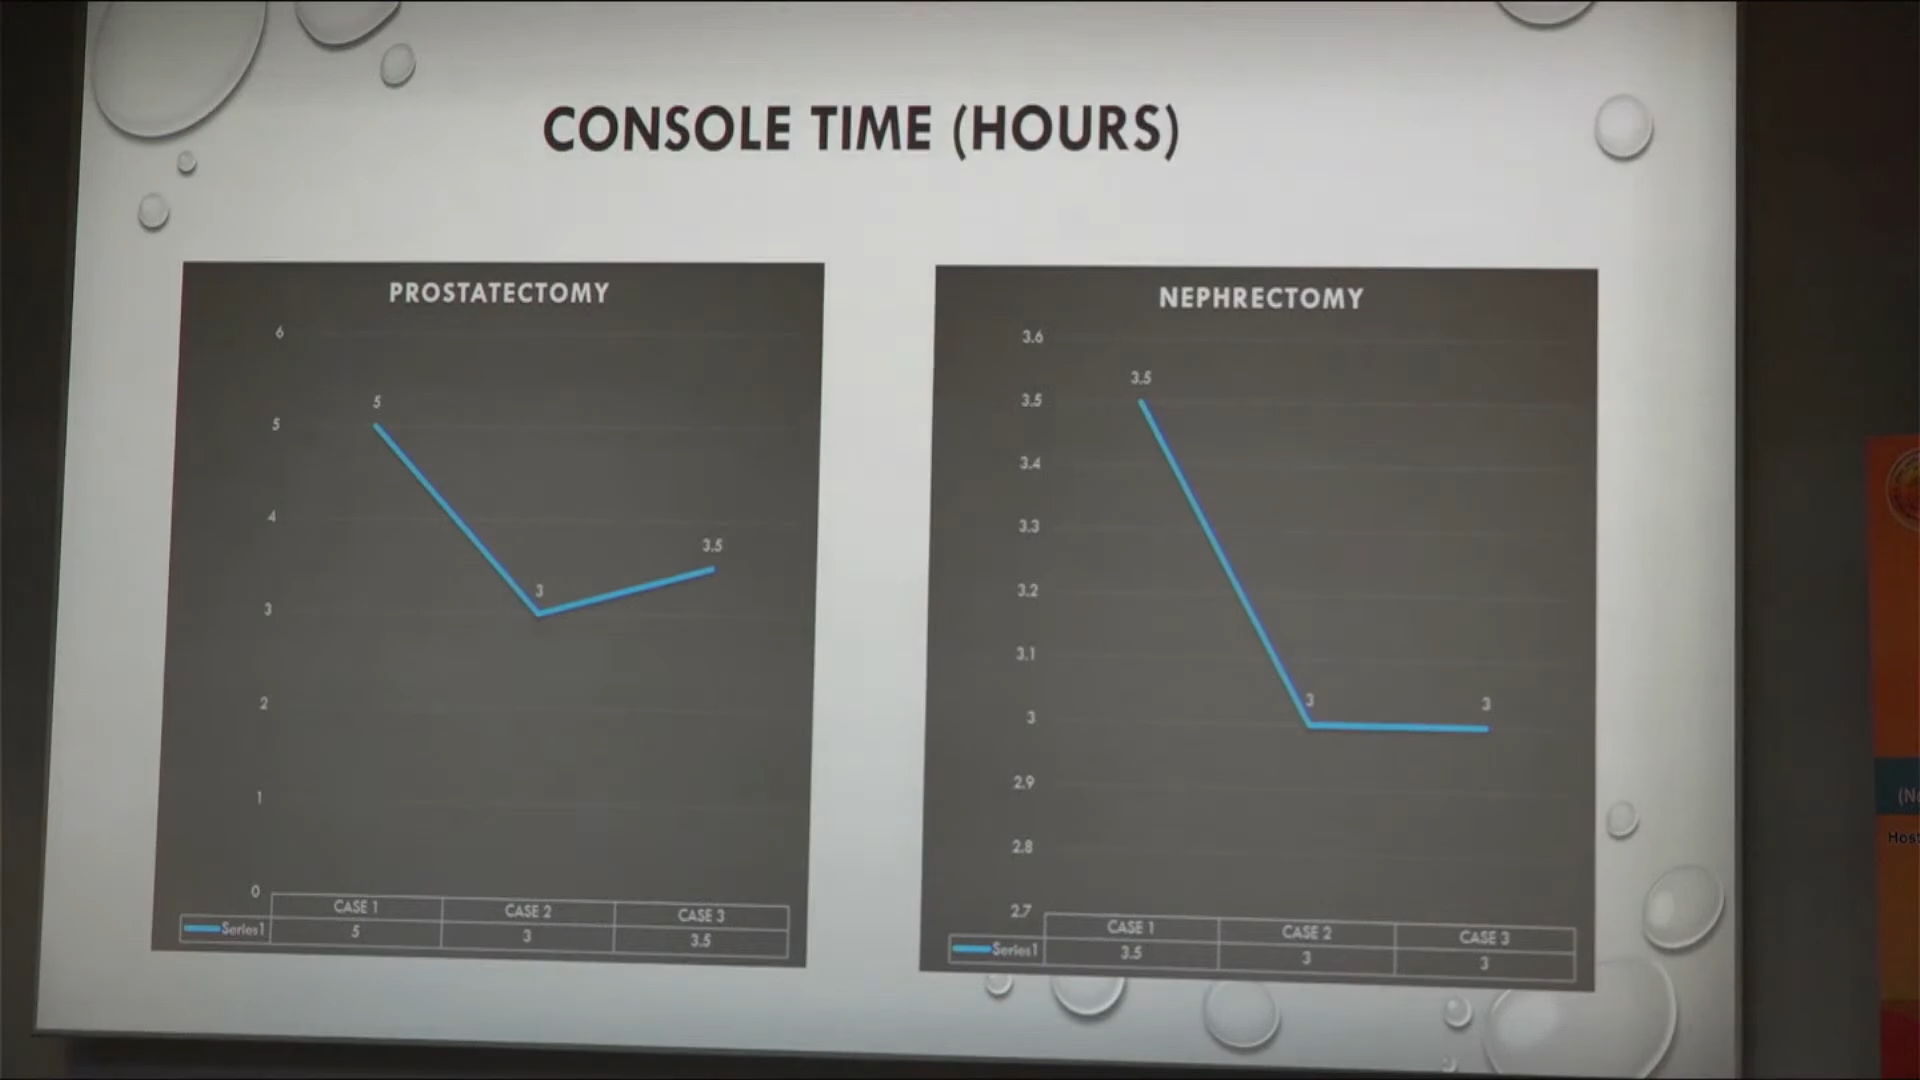 CONSOLE TIME (HOURS)
PROSTATECTOMY
6
5
4
3
2
1
0
5
3
3.5
CASE 1 CASE 2 CASE 3
Series1 5 3 3.5
NEPHRECTOMY
3.6
3.5
3.4
3.3
3.2
3.1
3
2.9
2.8
2.7
3.5
3
3
CASE 1 CASE 2 CASE 3
Series1 3.5 3 3
Host